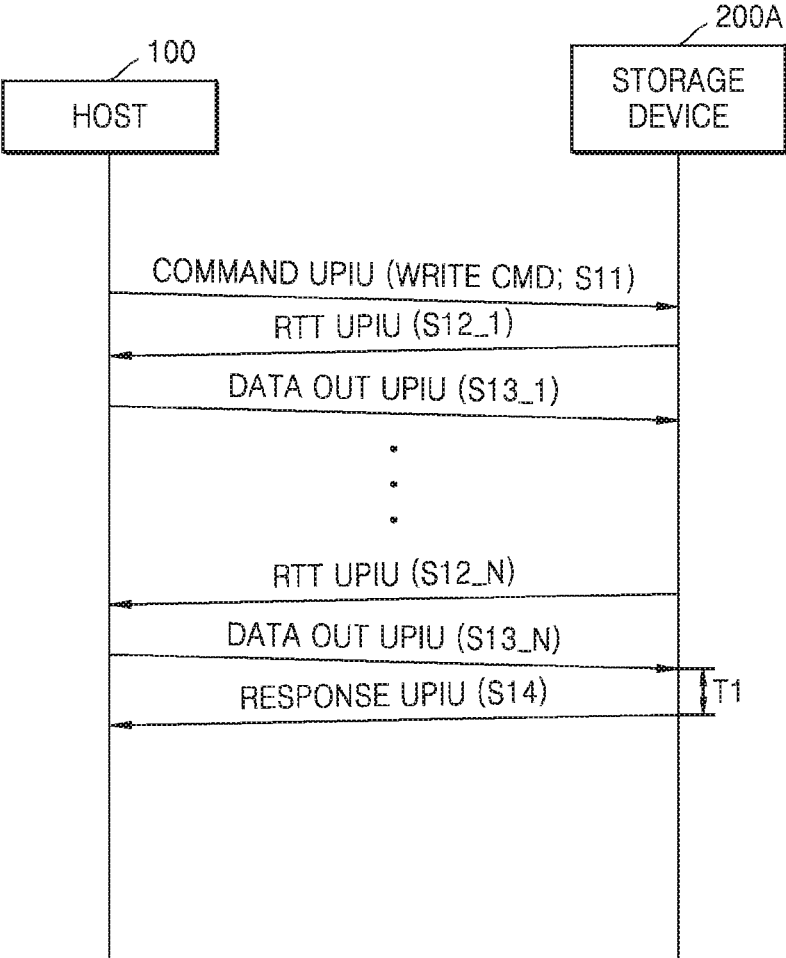 200A
100
HOST
STORAGE
DEVICE
COMMAND UPIU (WRITE CMD; S11)
RTT UPIU (S12_1)
DATA OUT UPIU (S13_1)
RTT UPIU (S12_N)
DATA OUT UPIU (S13_N)
RESPONSE UPIU (S14)
T1